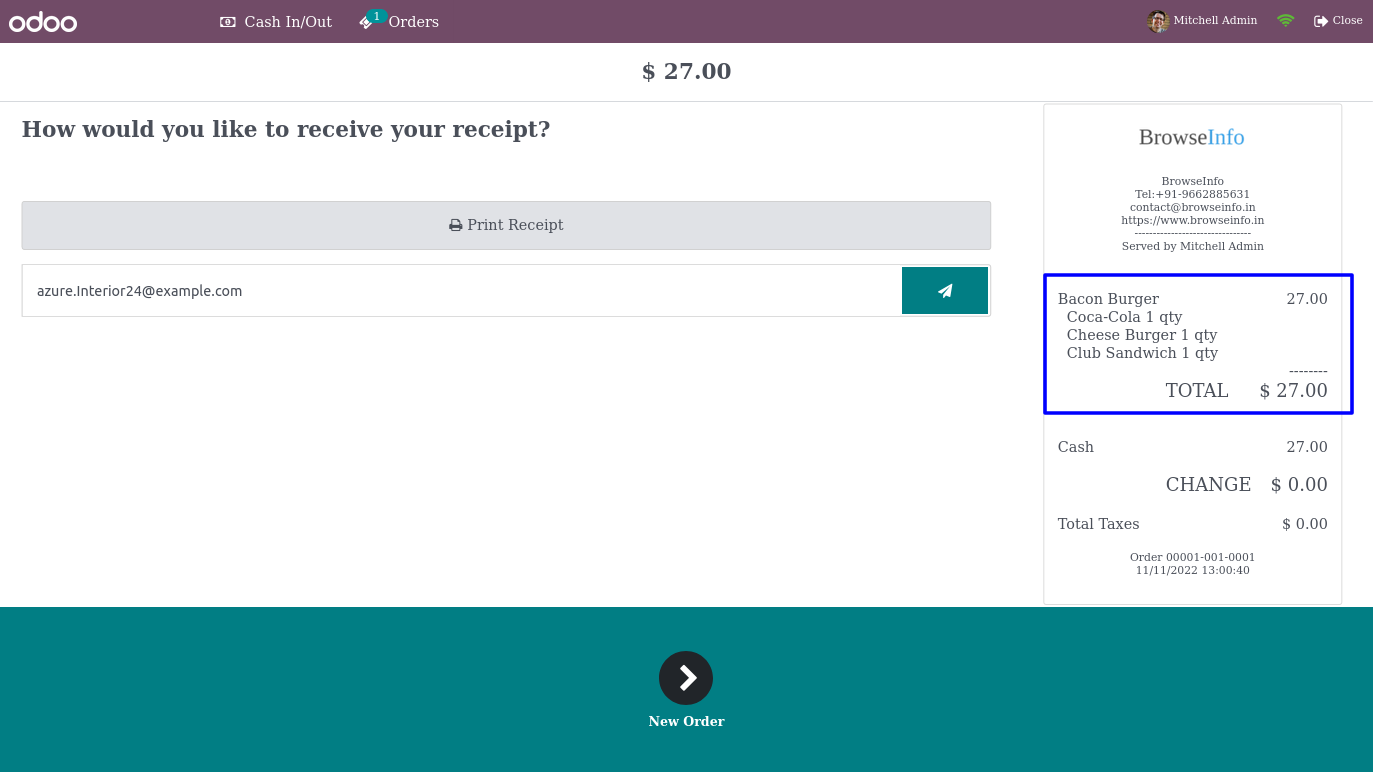 odoo
Cash In/Out
1
Orders
Mitchell Admin
Close
$ 27.00
How would you like to receive your receipt?
Print Receipt
azure.Interior24@example.com
BrowseInfo
BrowseInfo
Tel:+91-9662885631
contact@browseinfo.in
https://www.browseinfo.in
--------------------------------
Served by Mitchell Admin
Bacon Burger 27.00
Coca-Cola 1 qty
Cheese Burger 1 qty
Club Sandwich 1 qty
--------
TOTAL $ 27.00
Cash 27.00
CHANGE $ 0.00
Total Taxes $ 0.00
Order 00001-001-0001
11/11/2022 13:00:40
New Order